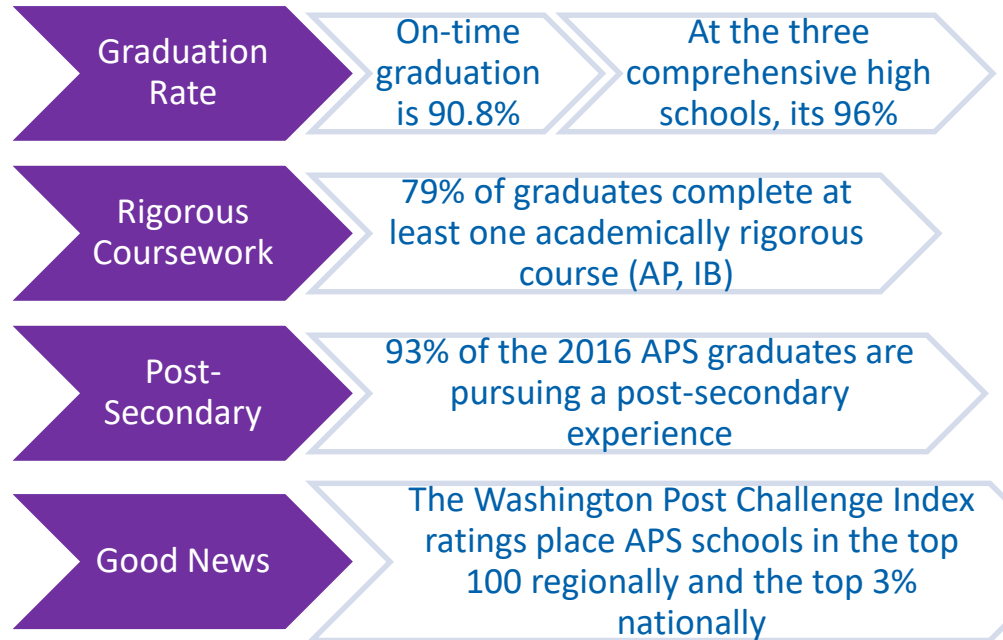 Graduation
Rate
On-time
graduation
is 90.8%
At the three
comprehensive high
schools, its 96%
Rigorous
Coursework
79% of graduates complete at
least one academically rigorous
course (AP, IB)
Post-
Secondary
93% of the 2016 APS graduates are
pursuing a post-secondary
experience
Good News
The Washington Post Challenge Index
ratings place APS schools in the top
100 regionally and the top 3%
nationally